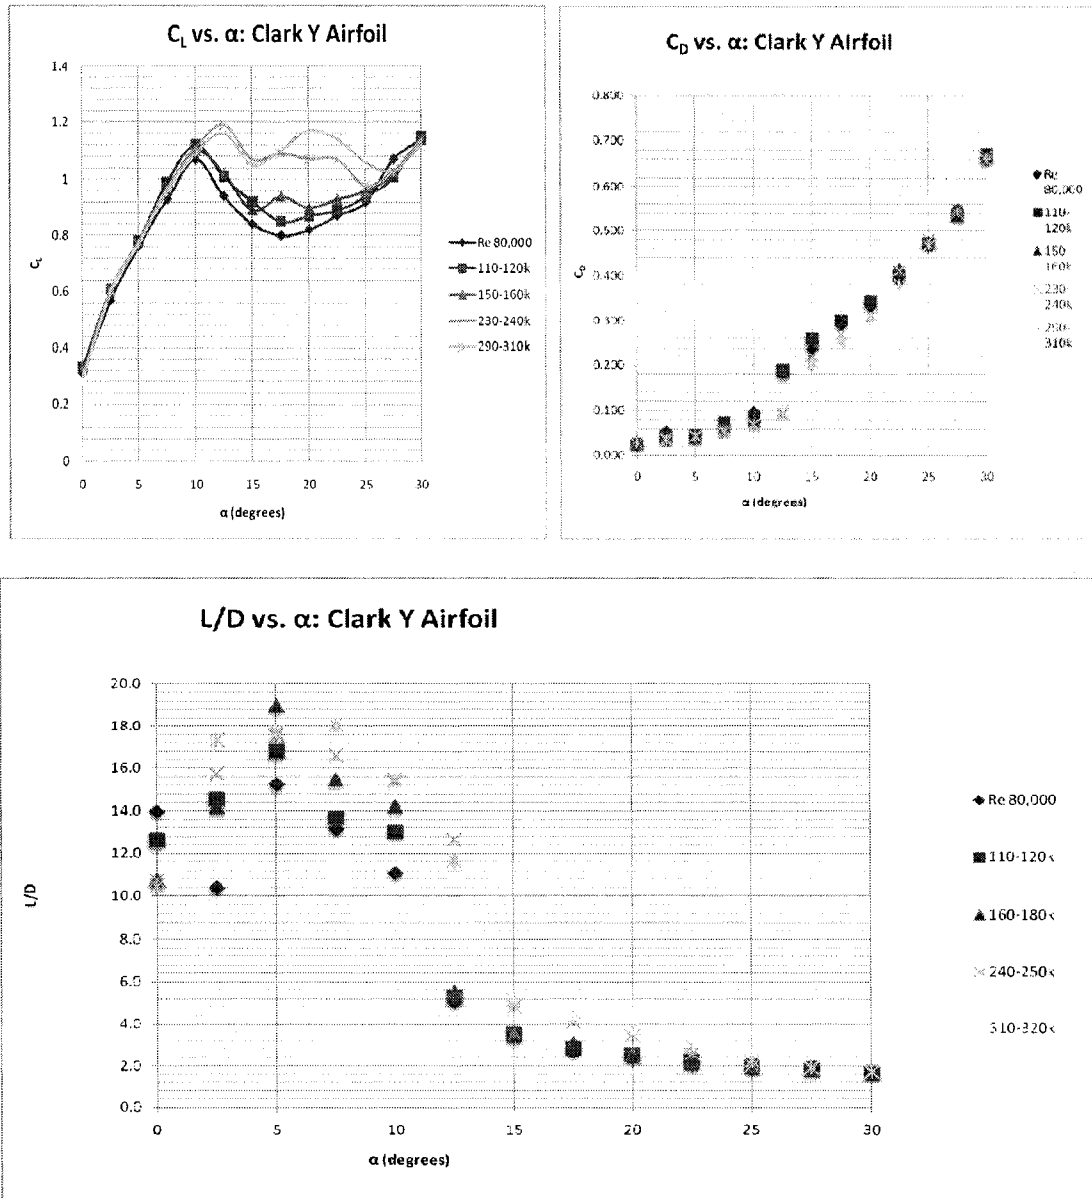 C_L vs. α: Clark Y Airfoil
1.4
1.2
1
0.8
0.6
0.4
0.2
0
C_L
0 5 10 15 20 25 30
α (degrees)
Re 80,000
110-120k
150-160k
230-240k
290-310k
C_D vs. α: Clark Y Airfoil
0.800
0.700
0.600
0.500
0.400
0.300
0.200
0.100
0.000
C_D
0 5 10 15 20 25 30
α (degrees)
Re
80,000
110-
120k
150
160k
230-
240k
290-
310k
L/D vs. α: Clark Y Airfoil
20.0
18.0
16.0
14.0
12.0
10.0
8.0
6.0
4.0
2.0
0.0
L/D
0 5 10 15 20 25 30
α (degrees)
Re 80,000
110-120k
160-180k
240-250k
310-320k